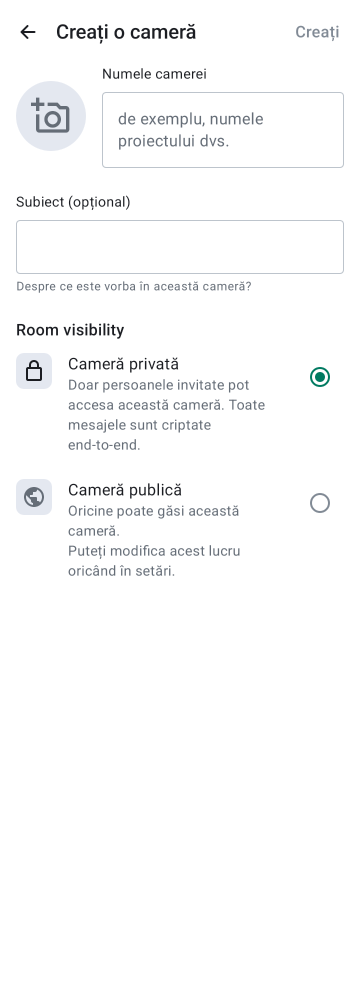 Creați o cameră
Creați
Numele camerei
de exemplu, numele
proiectului dvs.
Subiect (opțional)
Despre ce este vorba în această cameră?
Room visibility
Cameră privată
Doar persoanele invitate pot
accesa această cameră. Toate
mesajele sunt criptate
end-to-end.
Cameră publică
Oricine poate găsi această
cameră.
Puteți modifica acest lucru
oricând în setări.